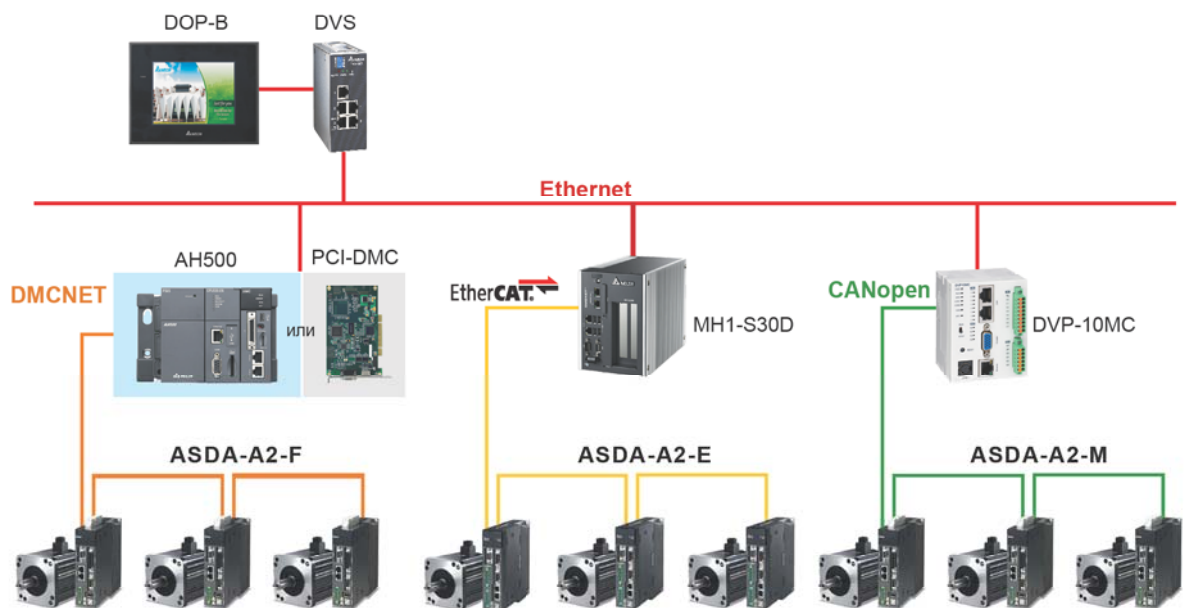 DOP-B
DVS
Ethernet
AH500
PCI-DMC
DMCNET
или
EtherCAT.
MH1-S30D
CANopen
DVP-10MC
ASDA-A2-F
ASDA-A2-E
ASDA-A2-M